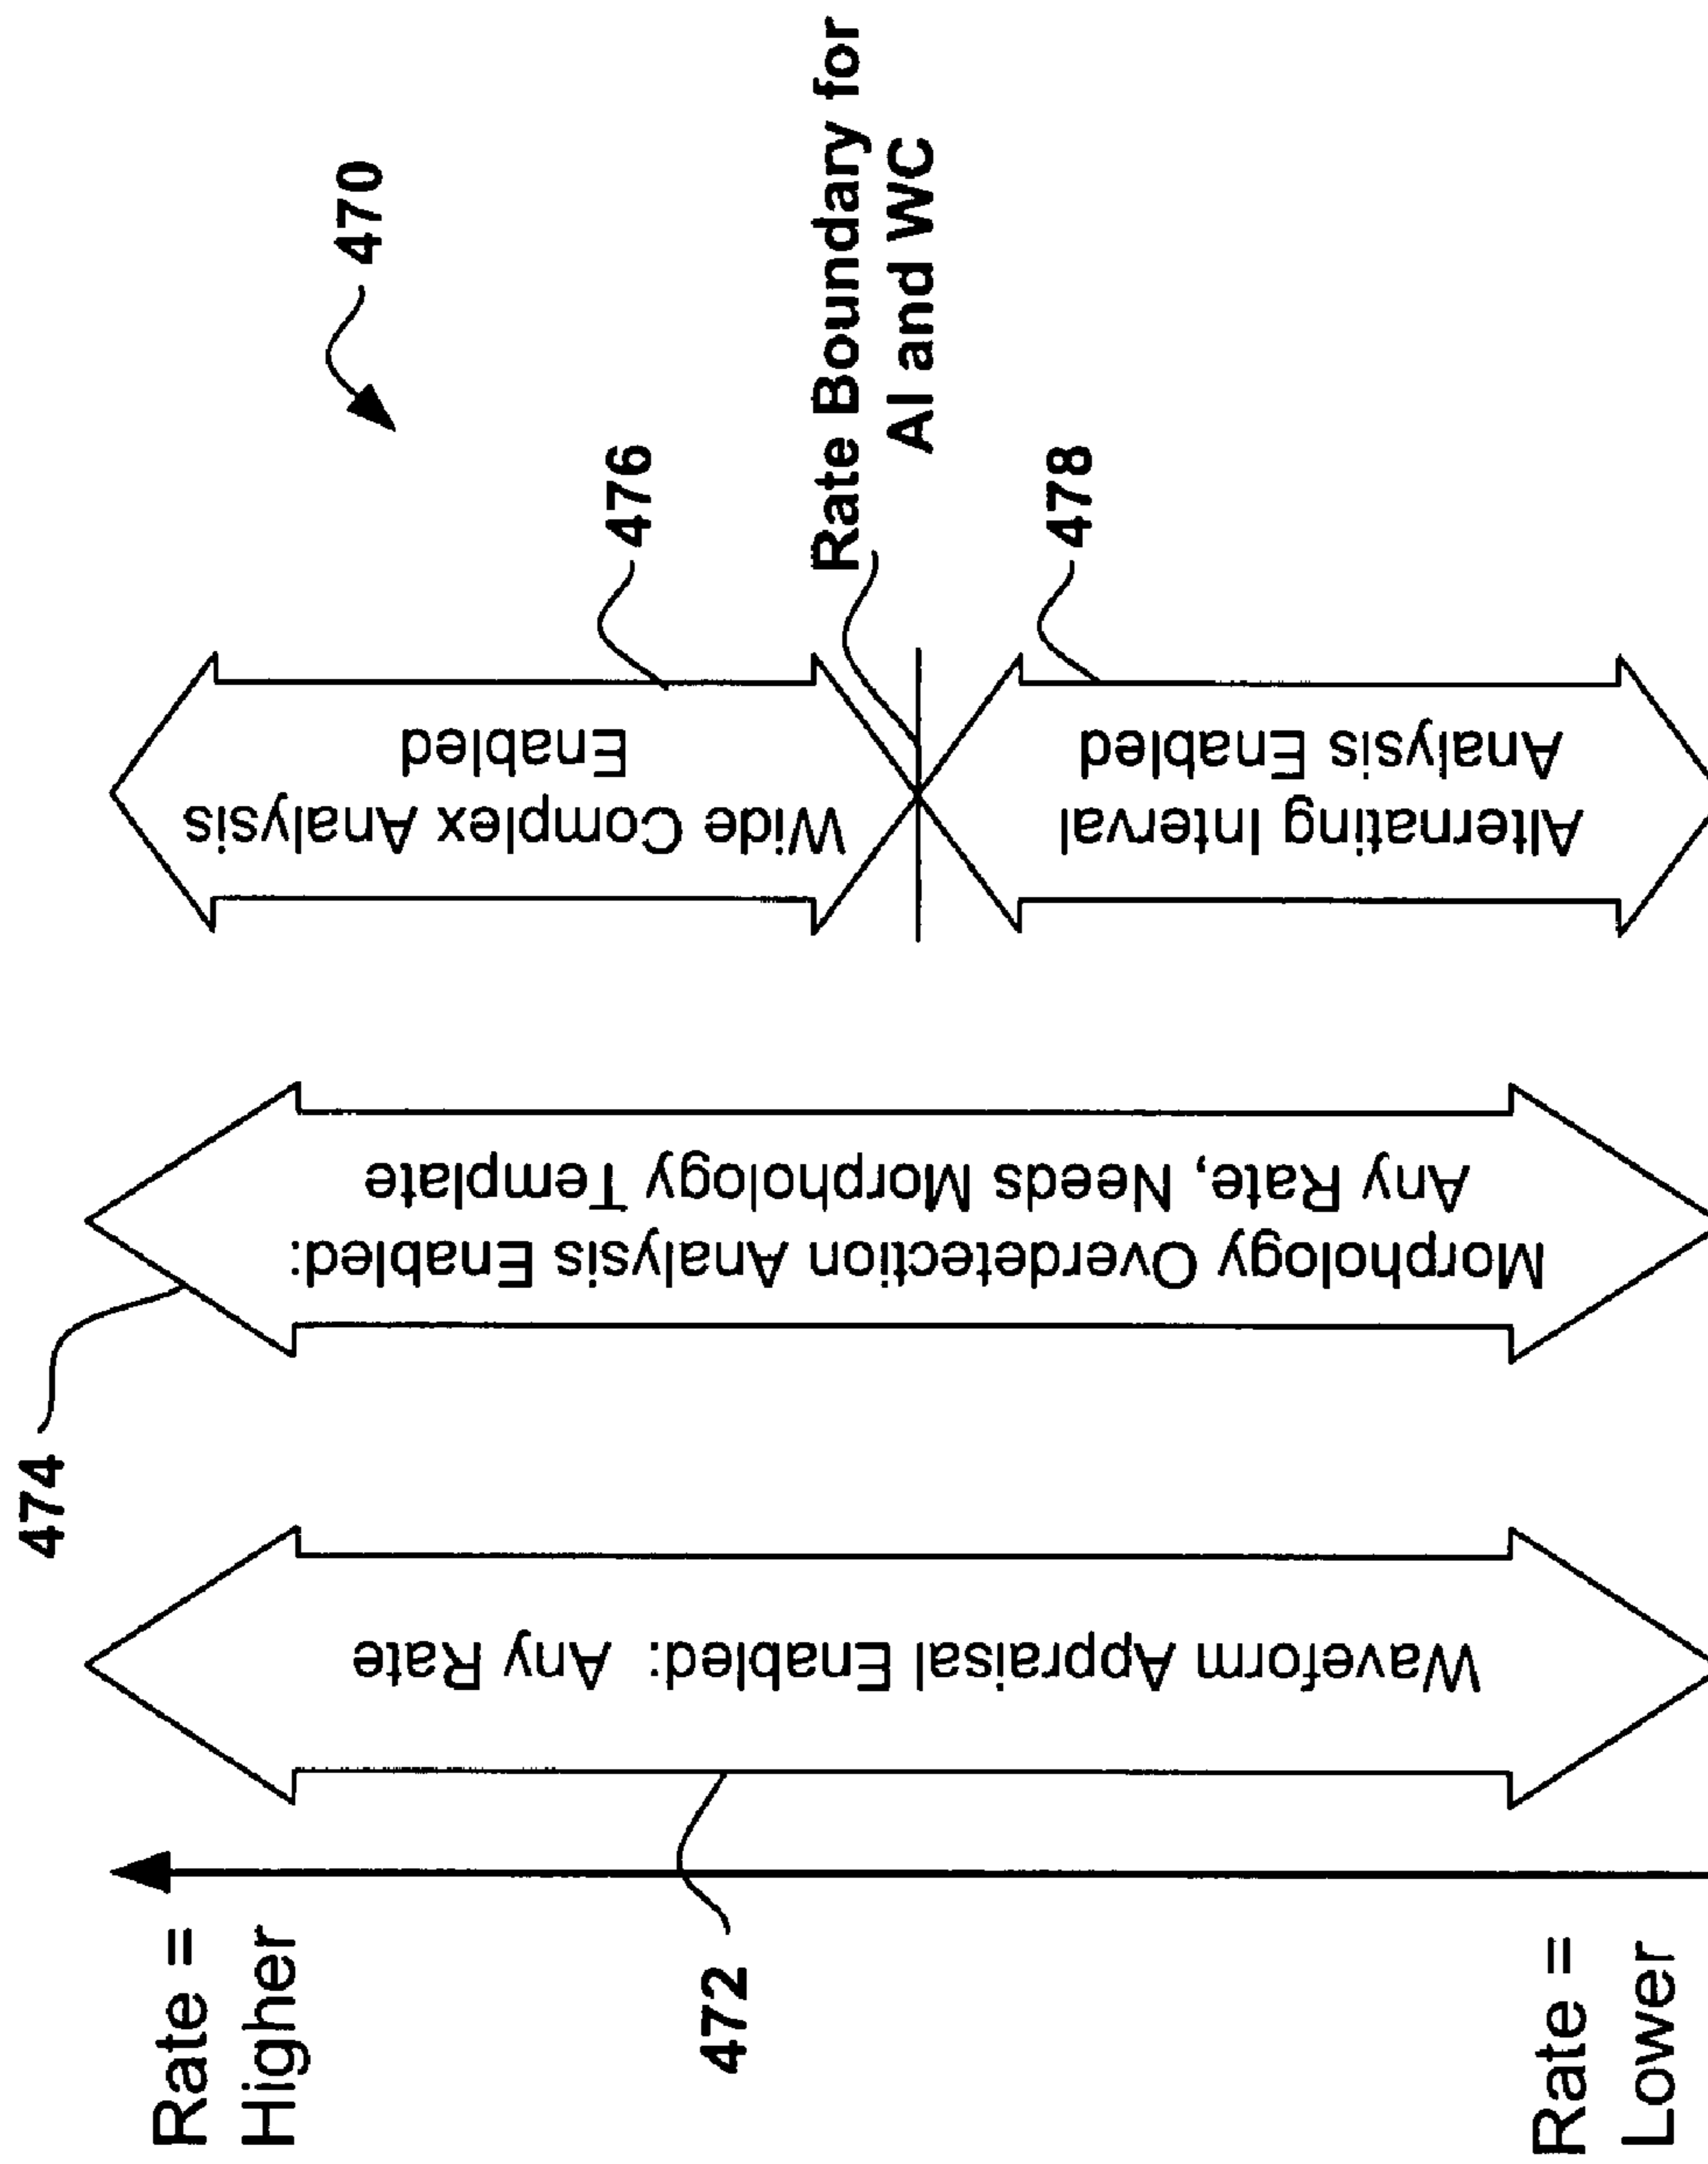 470
Rate =
Higher
474
472
Waveform Appraisal Enabled: Any Rate
Morphology Overdetection Analysis Enabled:
Any Rate, Needs Morphology Template
Wide Complex Analysis
Enabled
476
Rate Boundary for
AI and WC
Alternating Interval
Analysis Enabled
478
Rate =
Lower